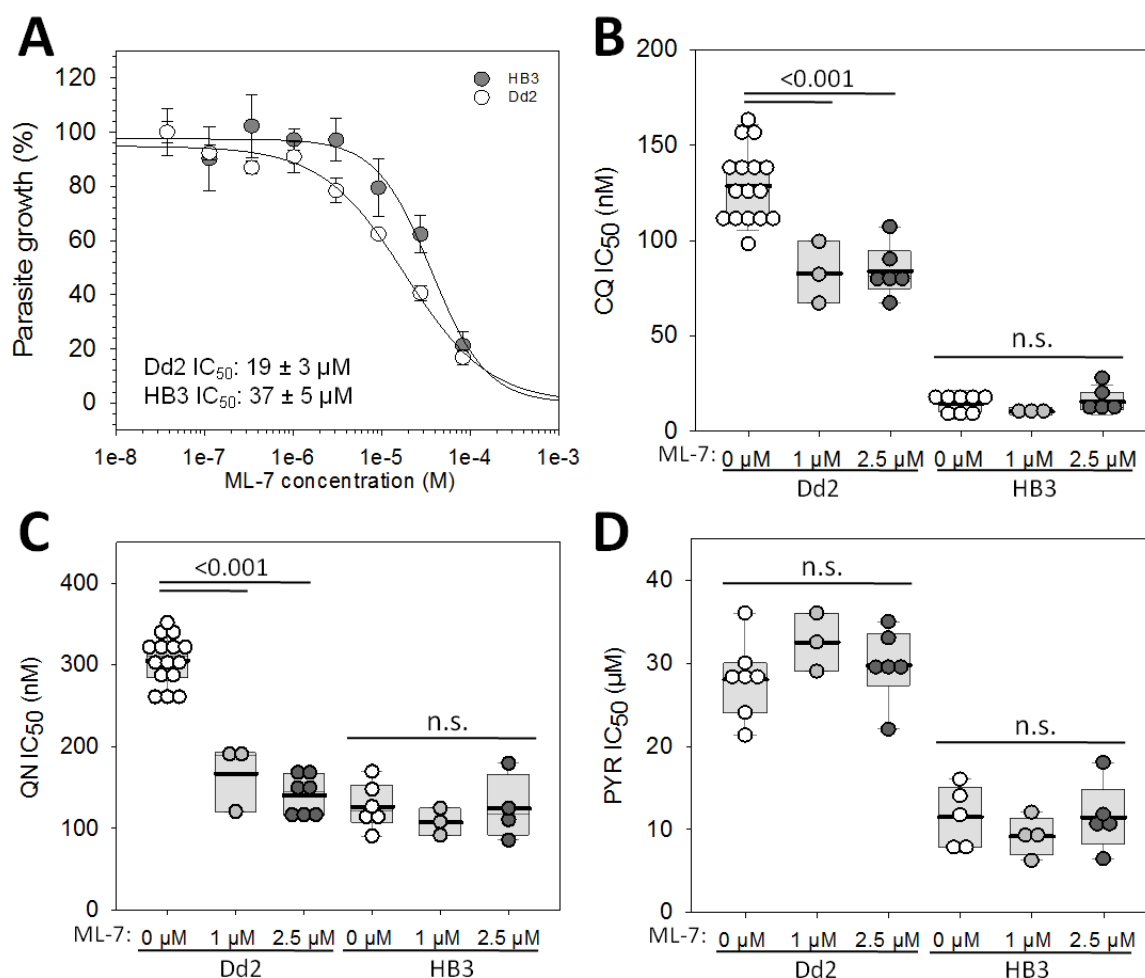 A
120
100
80
60
40
20
0
Parasite growth (%)
HB3
Dd2
Dd2 IC50: 19 ± 3 µM
HB3 IC50: 37 ± 5 µM
1e-8 1e-7 1e-6 1e-5 1e-4 1e-3
ML-7 concentration (M)
B
200
150
100
50
0
CQ IC50 (nM)
<0.001
n.s.
ML-7: 0 µM 1 µM 2.5 µM 0 µM 1 µM 2.5 µM
Dd2 HB3
C
400
300
200
100
0
QN IC50 (nM)
<0.001
n.s.
ML-7: 0 µM 1 µM 2.5 µM 0 µM 1 µM 2.5 µM
Dd2 HB3
D
40
30
20
10
0
PYR IC50 (µM)
n.s.
n.s.
ML-7: 0 µM 1 µM 2.5 µM 0 µM 1 µM 2.5 µM
Dd2 HB3